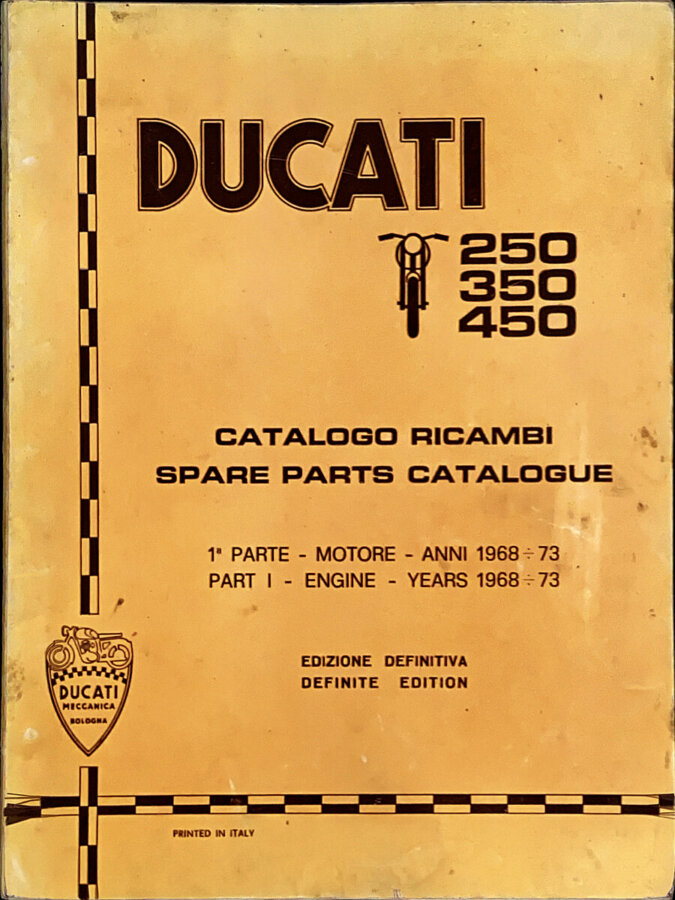 DUCATI
250
350
450
CATALOGO RICAMBI
SPARE PARTS CATALOGUE
1ª PARTE - MOTORE - ANNI 1968÷73
PART I - ENGINE - YEARS 1968÷73
EDIZIONE DEFINITIVA
DEFINITE EDITION
DUCATI
MECCANICA
BOLOGNA
PRINTED IN ITALY